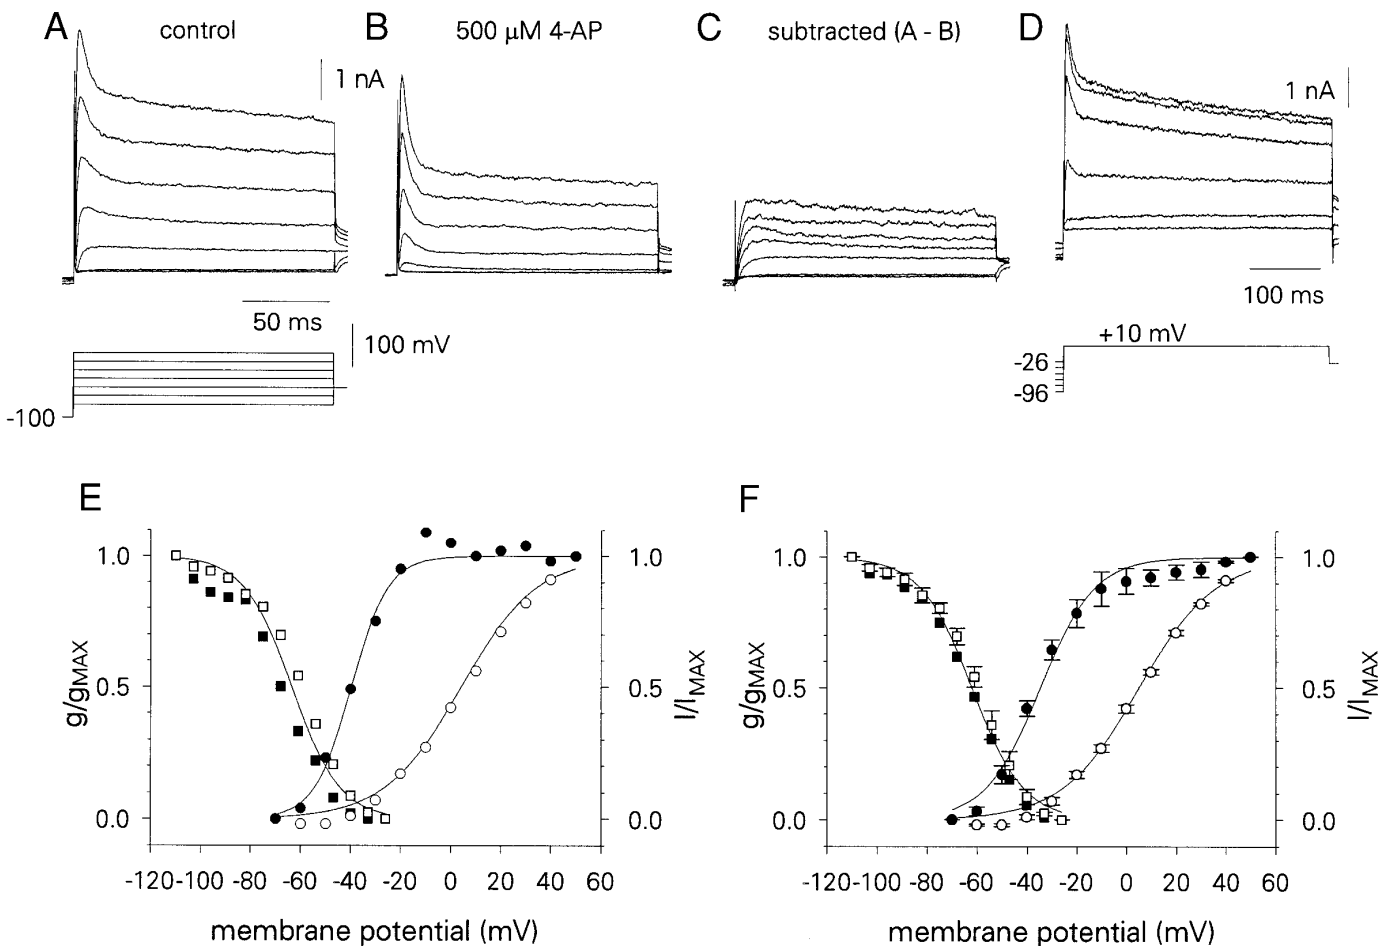 A
control
B
500 μM 4-AP
C
subtracted (A - B)
D
1 nA
1 nA
50 ms
100 ms
100 mV
-100
+10 mV
-26
-96
E
g/gMAX
1.0
0.5
0.0
1.0
0.5
0.0
I/IMAX
-120 -100 -80 -60 -40 -20 0 20 40 60
membrane potential (mV)
F
g/gMAX
1.0
0.5
0.0
1.0
0.5
0.0
I/IMAX
-120 -100 -80 -60 -40 -20 0 20 40 60
membrane potential (mV)